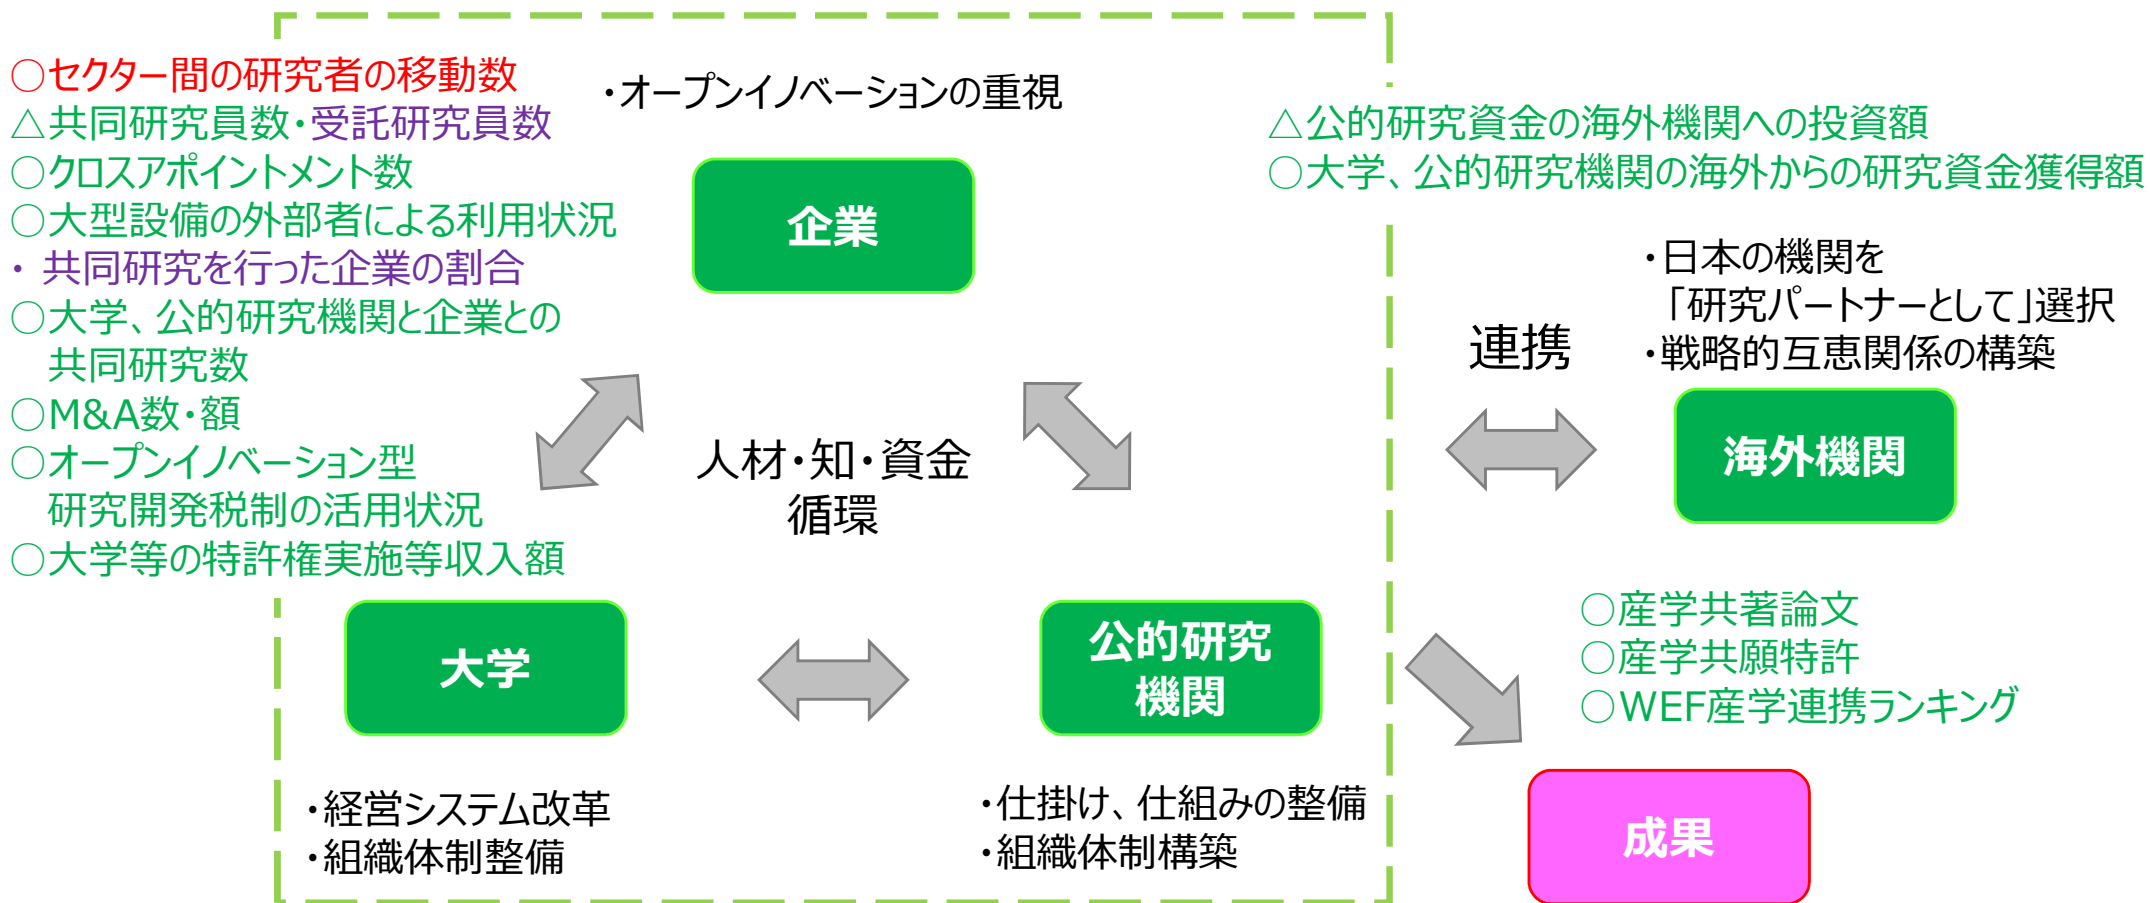 ○セクター間の研究者の移動数
△共同研究員数・受託研究員数
○クロスアポイントメント数
○大型設備の外部者による利用状況
・ 共同研究を行った企業の割合
○大学、公的研究機関と企業との
共同研究数
○M&A数・額
○オープンイノベーション型
研究開発税制の活用状況
○大学等の特許権実施等収入額
・オープンイノベーションの重視
企業
人材・知・資金
循環
大学
公的研究
機関
・経営システム改革
・組織体制整備
・仕掛け、仕組みの整備
・組織体制構築
△公的研究資金の海外機関への投資額
○大学、公的研究機関の海外からの研究資金獲得額
・日本の機関を
「研究パートナーとして」選択
・戦略的互恵関係の構築
連携
海外機関
○産学共著論文
○産学共願特許
○WEF産学連携ランキング
成果